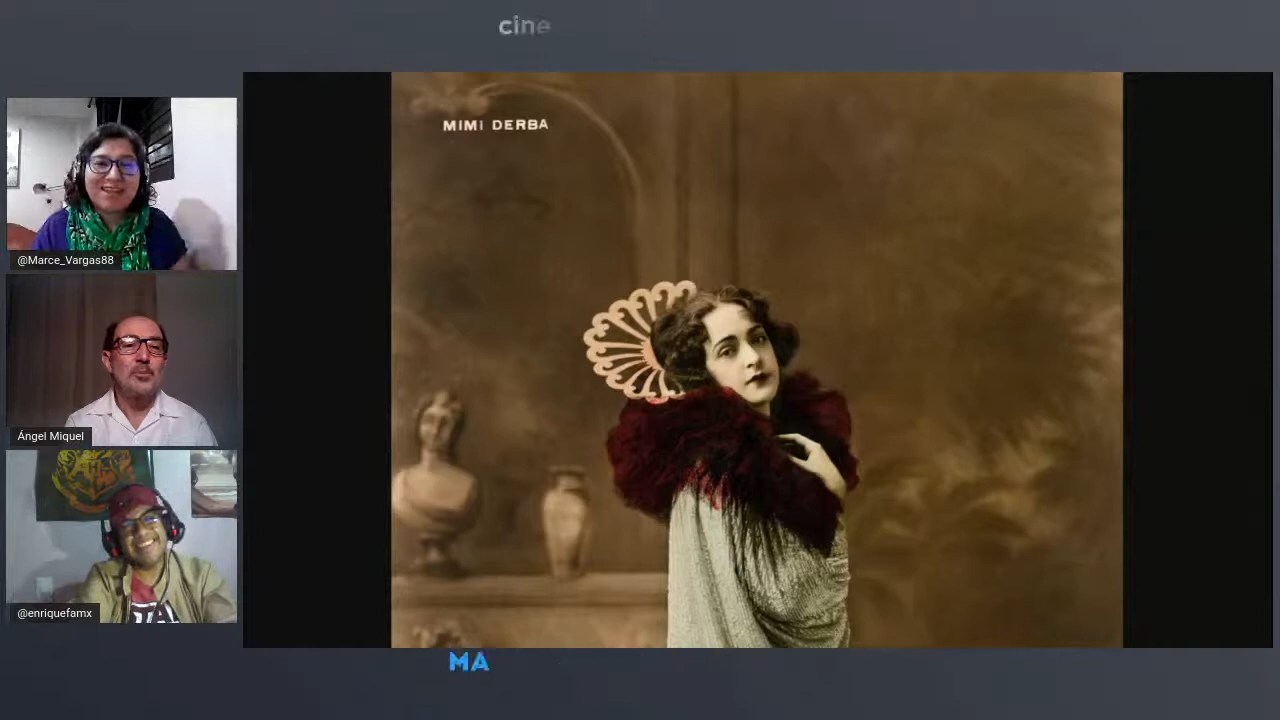 cine
MIMI DERBA
@Marce_Vargas88
Ángel Miquel
@enriquefamx
MA